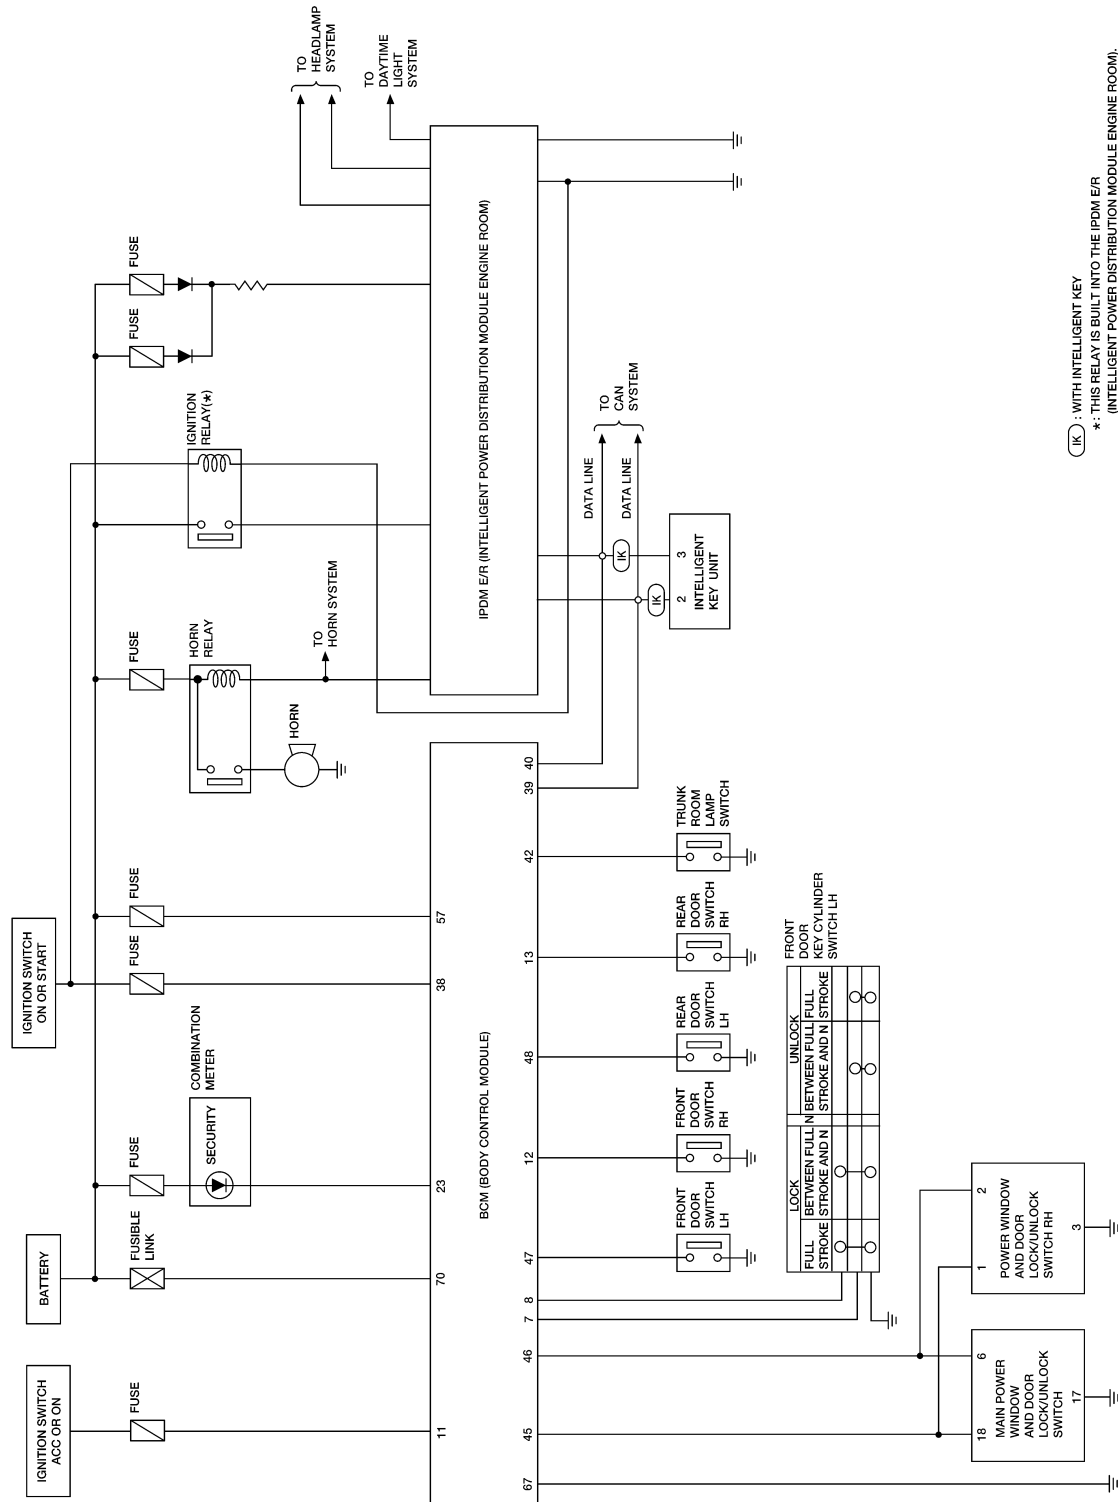 IGNITION SWITCH
ACC OR ON
BATTERY
IGNITION SWITCH
ON OR START
FUSE
FUSIBLE
LINK
FUSE
COMBINATION
METER
SECURITY
FUSE
FUSE
FUSE
HORN
RELAY
HORN
TO
HORN SYSTEM
IGNITION
RELAY(*)
FUSE
FUSE
TO
HEADLAMP
SYSTEM
TO
DAYTIME
LIGHT
SYSTEM
11
70
23
38
57
BCM (BODY CONTROL MODULE)
IPDM E/R (INTELLIGENT POWER DISTRIBUTION MODULE ENGINE ROOM)
67
45
46
7
8
47
12
48
13
42
39
40
DATA LINE
DATA LINE
TO
CAN
SYSTEM
IK
IK
2
3
INTELLIGENT
KEY UNIT
FRONT
DOOR
SWITCH
LH
FRONT
DOOR
SWITCH
RH
REAR
DOOR
SWITCH
LH
REAR
DOOR
SWITCH
RH
TRUNK
ROOM
LAMP
SWITCH
FRONT
DOOR
KEY CYLINDER
SWITCH LH
LOCK
N
UNLOCK
FULL
STROKE
BETWEEN FULL
STROKE AND N
BETWEEN FULL
STROKE AND N
FULL
STROKE
18
6
MAIN POWER
WINDOW
AND DOOR
LOCK/UNLOCK
SWITCH
17
1
2
POWER WINDOW
AND DOOR
LOCK/UNLOCK
SWITCH RH
3
IK : WITH INTELLIGENT KEY
* : THIS RELAY IS BUILT INTO THE IPDM E/R
(INTELLIGENT POWER DISTRIBUTION MODULE ENGINE ROOM).